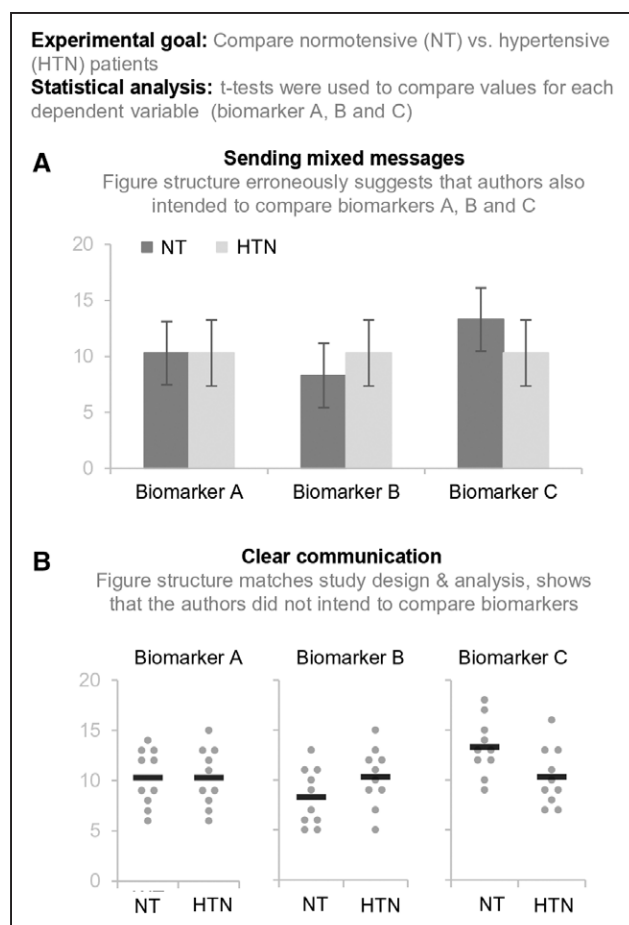 Experimental goal: Compare normotensive (NT) vs. hypertensive
(HTN) patients
Statistical analysis: t-tests were used to compare values for each
dependent variable (biomarker A, B and C)
A
Sending mixed messages
Figure structure erroneously suggests that authors also
intended to compare biomarkers A, B and C
20
NT HTN
15
10
5
0
Biomarker A Biomarker B Biomarker C
B
Clear communication
Figure structure matches study design & analysis, shows
that the authors did not intend to compare biomarkers
Biomarker A Biomarker B Biomarker C
20
15
10
5
0
NT HTN NT HTN NT HTN